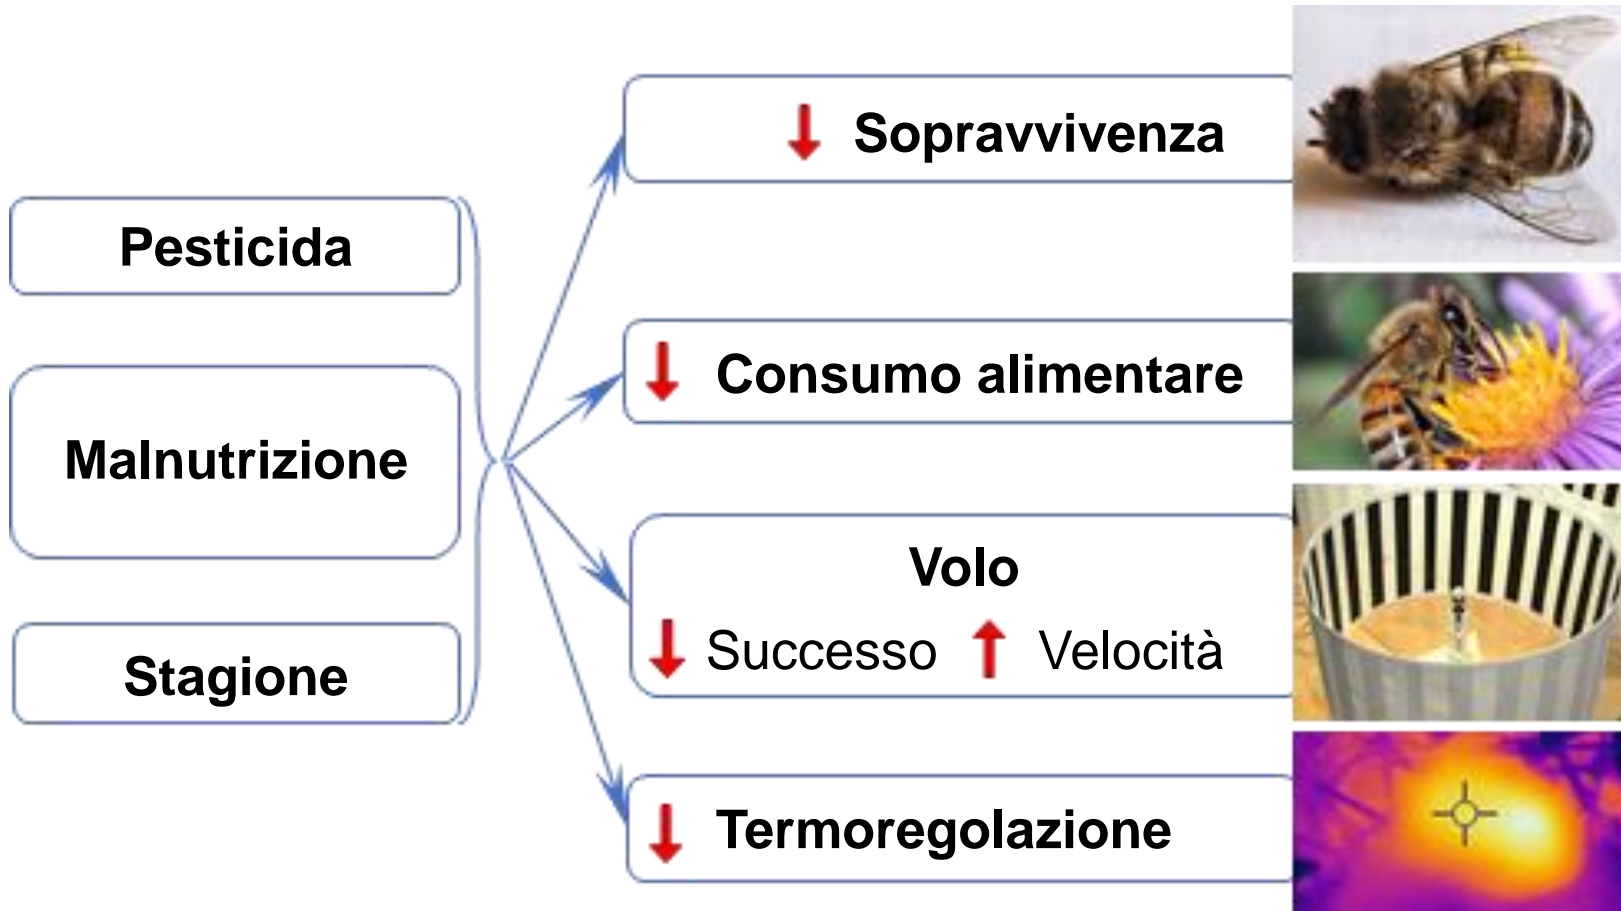 Pesticida
Malnutrizione
Stagione
Sopravvivenza
Consumo alimentare
Volo
Successo Velocità
Termoregolazione